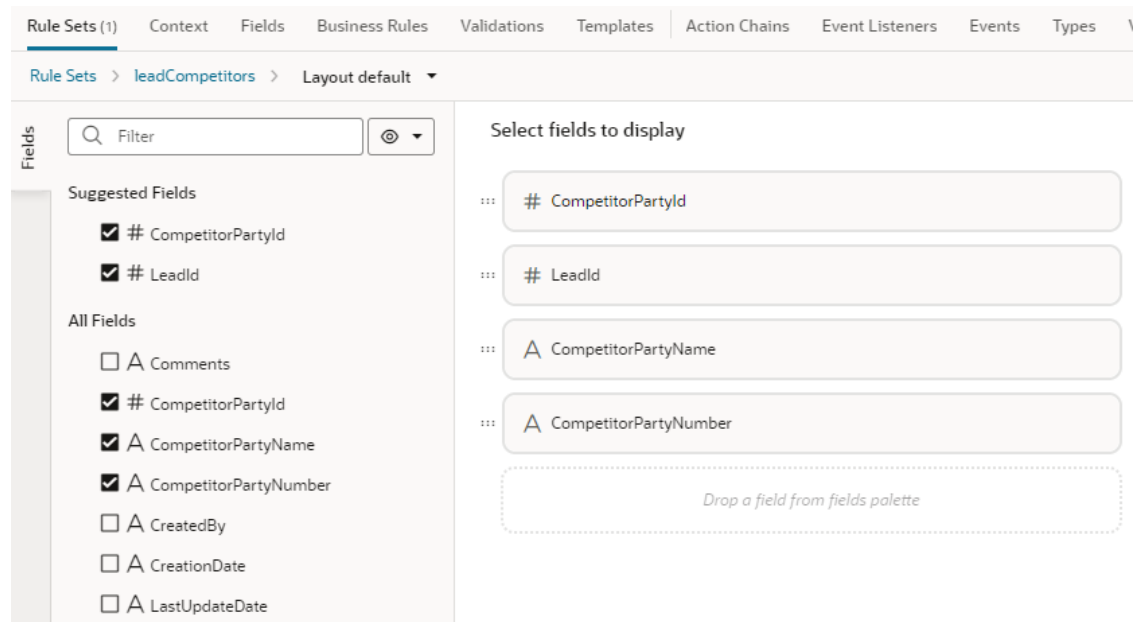 Rule Sets (1) Context Fields Business Rules Validations Templates Action Chains Event Listeners Events Types
Rule Sets > leadCompetitors > Layout default
Fields
Filter
Select fields to display
Suggested Fields
# CompetitorPartyId
# LeadId
All Fields
A Comments
# CompetitorPartyId
A CompetitorPartyName
A CompetitorPartyNumber
A CreatedBy
A CreationDate
A LastUpdateDate
# CompetitorPartyId
# LeadId
A CompetitorPartyName
A CompetitorPartyNumber
Drop a field from fields palette